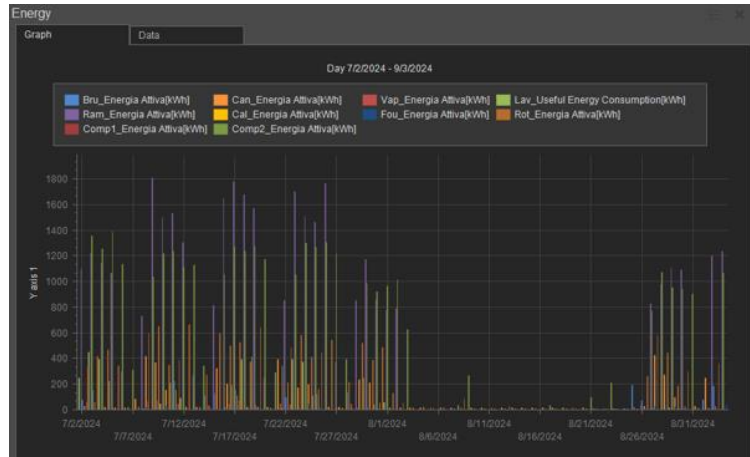 Energy
Graph Data
Day 7/2/2024 - 9/3/2024
Bru_Energia Attiva[kWh] Can_Energia Attiva[kWh] Vap_Energia Attiva[kWh] Lav_Useful Energy Consumption[kWh]
Ram_Energia Attiva[kWh] Cal_Energia Attiva[kWh] Fou_Energia Attiva[kWh] Rot_Energia Attiva[kWh]
Comp1_Energia Attiva[kWh] Comp2_Energia Attiva[kWh]
1800
1600
1400
1200
1000
800
600
400
200
0
Y axis 1
7/2/2024 7/12/2024 7/17/2024 7/22/2024 8/1/2024 8/11/2024 8/21/2024 8/31/2024
7/7/2024 7/27/2024 8/6/2024 8/16/2024 8/26/2024